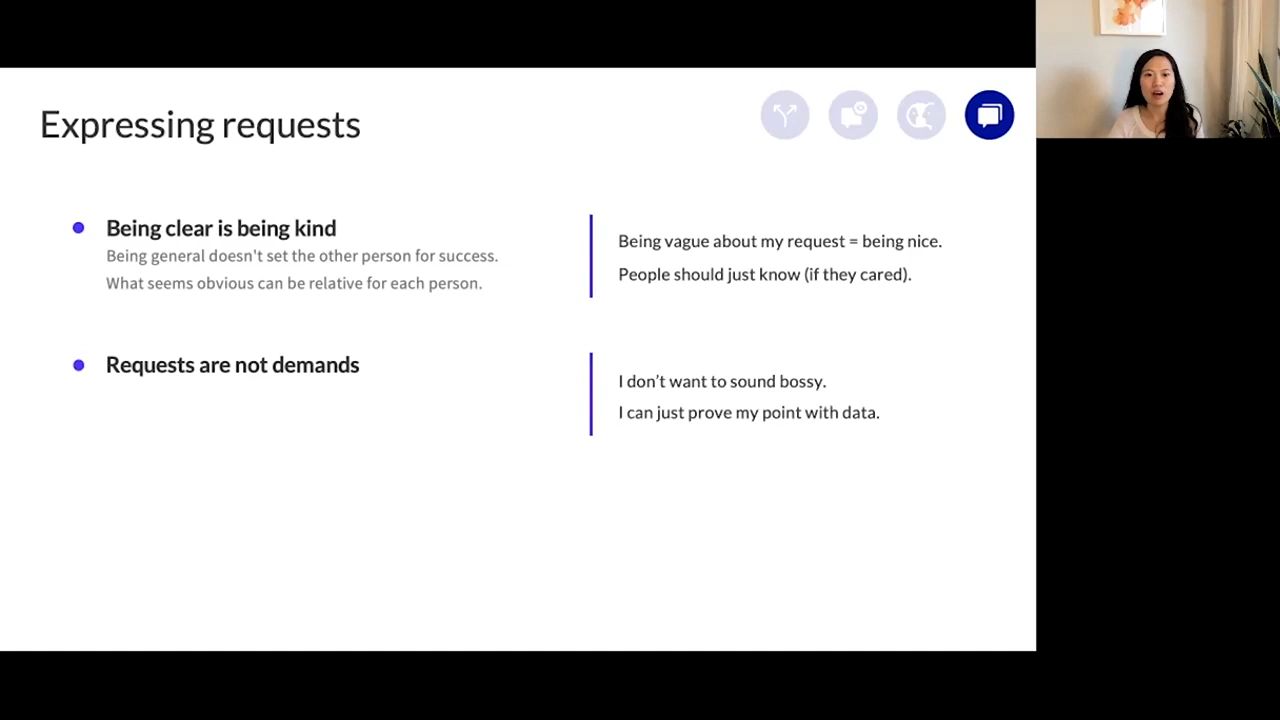 Expressing requests
Being clear is being kind
Being general doesn't set the other person for success.
What seems obvious can be relative for each person.
Being vague about my request = being nice.
People should just know (if they cared).
Requests are not demands
I don’t want to sound bossy.
I can just prove my point with data.